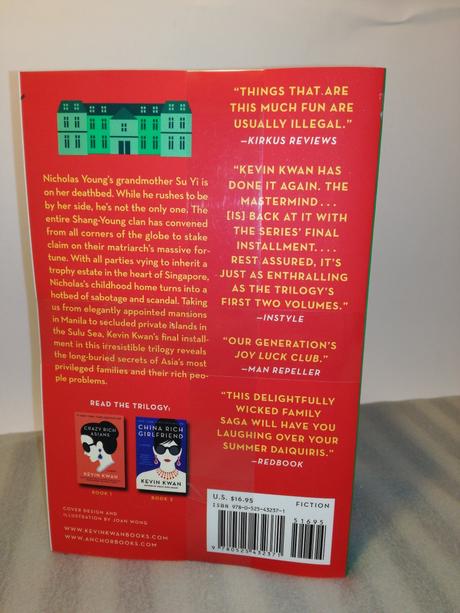 Nicholas Young's grandmother Su Yi is
on her deathbed. While he rushes to be
by her side, he's not the only one. The
entire Shang-Young clan has convened
from all corners of the globe to stake
claim on their matriarch's massive for-
tune. With all parties vying to inherit a
trophy estate in the heart of Singapore,
Nicholas's childhood home turns into a
hotbed of sabotage and scandal. Taking
us from elegantly appointed mansions
in Manila to secluded private islands in
the Sulu Sea, Kevin Kwan's final install-
ment in this irresistible trilogy reveals
the long-buried secrets of Asia's most
privileged families and their rich peo-
ple problems.
READ THE TRILOGY:
CRAZY RICH
ASIANS
KEVIN KWAN
BOOK 1
CHINA RICH
GIRLFRIEND
KEVIN KWAN
BOOK 2
COVER DESIGN AND
ILLUSTRATION BY JOAN WONG
WWW.KEVINKWANBOOKS.COM
WWW.ANCHORBOOKS.COM
"THINGS THAT ARE
THIS MUCH FUN ARE
USUALLY ILLEGAL."
—KIRKUS REVIEWS
"KEVIN KWAN HAS
DONE IT AGAIN. THE
MASTERMIND...
[IS] BACK AT IT WITH
THE SERIES' FINAL
INSTALLMENT....
REST ASSURED, IT'S
JUST AS ENTHRALLING
AS THE TRILOGY'S
FIRST TWO VOLUMES."
—INSTYLE
"OUR GENERATION'S
JOY LUCK CLUB."
—MAN REPELLER
"THIS DELIGHTFULLY
WICKED FAMILY
SAGA WILL HAVE YOU
LAUGHING OVER YOUR
SUMMER DAIQUIRIS."
—REDBOOK
U.S. $16.95
FICTION
ISBN 978-0-525-43237-1
51695
9 780525 432371